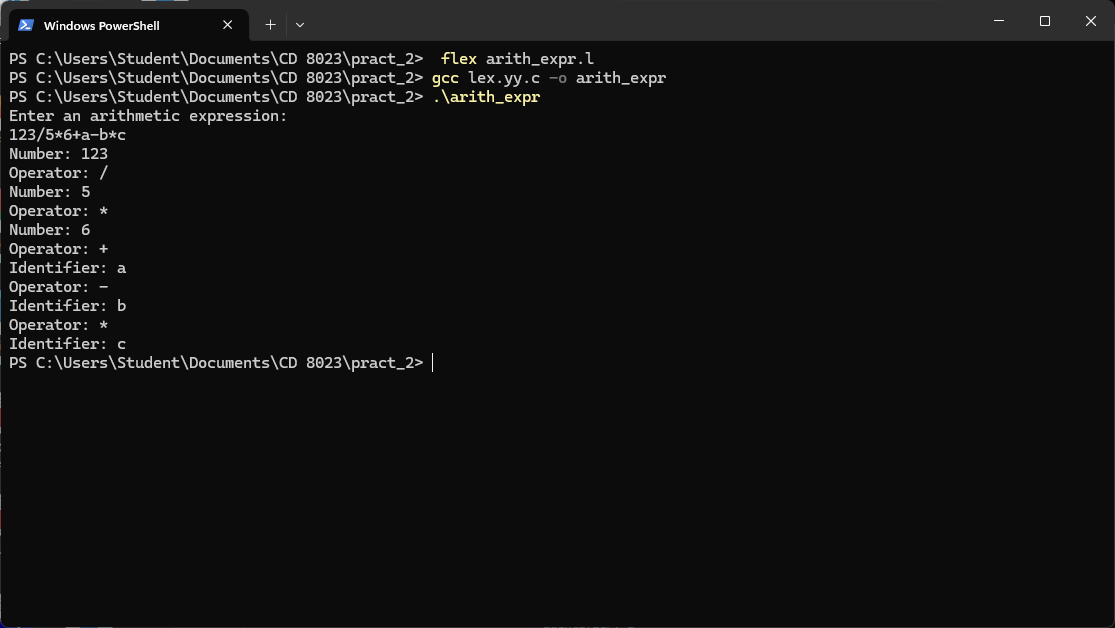 Windows PowerShell
PS C:\Users\Student\Documents\CD 8023\pract_2>  flex arith_expr.l
PS C:\Users\Student\Documents\CD 8023\pract_2> gcc lex.yy.c -o arith_expr
PS C:\Users\Student\Documents\CD 8023\pract_2> .\arith_expr
Enter an arithmetic expression:
123/5*6+a-b*c
Number: 123
Operator: /
Number: 5
Operator: *
Number: 6
Operator: +
Identifier: a
Operator: -
Identifier: b
Operator: *
Identifier: c
PS C:\Users\Student\Documents\CD 8023\pract_2>